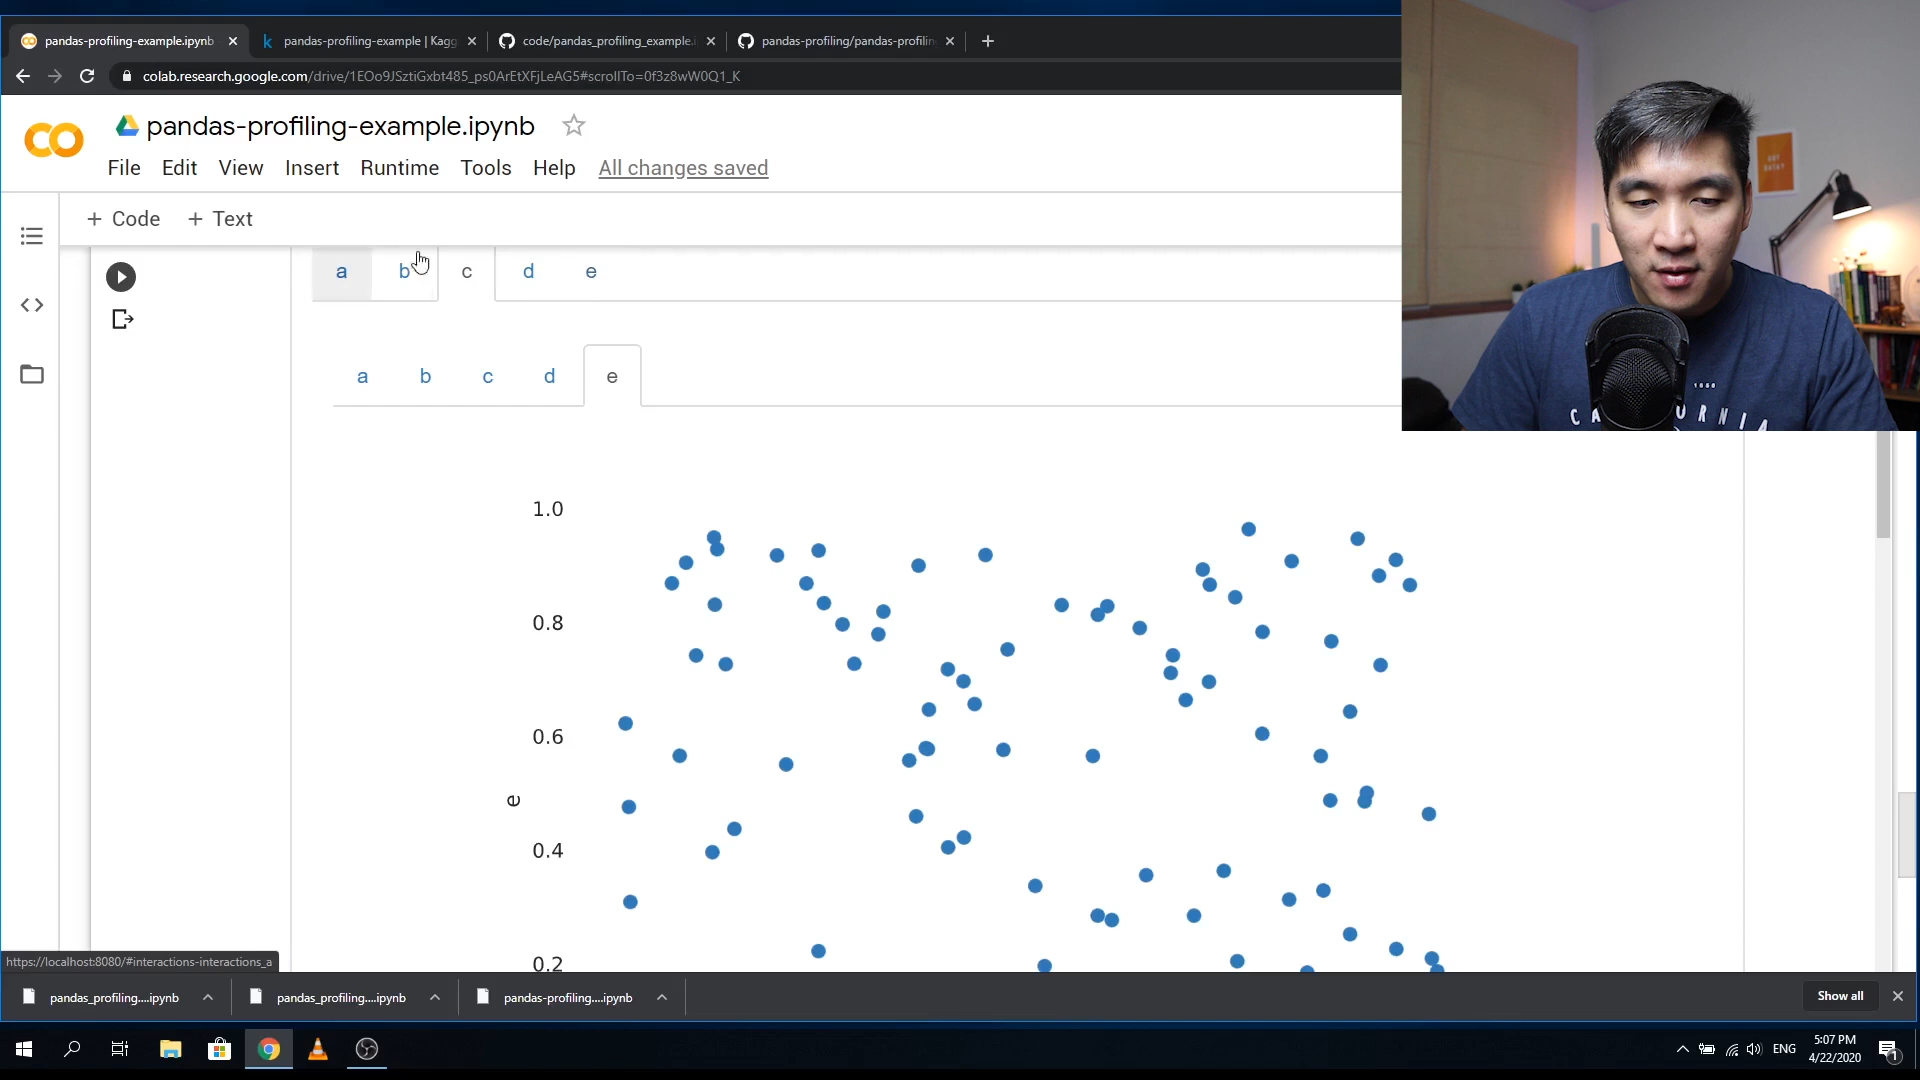 pandas-profiling-example.ipynb
pandas-profiling-example | Kagg
code/pandas_profiling_example.i
pandas-profiling/pandas-profilin
colab.research.google.com/drive/1EOo9JSztiGxbt485_ps0ArEtXFjLeAG5#scrollTo=0f3z8wW0Q1_K
pandas-profiling-example.ipynb
File Edit View Insert Runtime Tools Help All changes saved
+ Code + Text
a b c d e
a b c d e
1.0
0.8
0.6
e
0.4
0.2
https://localhost:8080/#interactions-interactions_a
pandas_profiling....ipynb
pandas_profiling....ipynb
pandas-profiling....ipynb
Show all
ENG
5:07 PM
4/22/2020
1